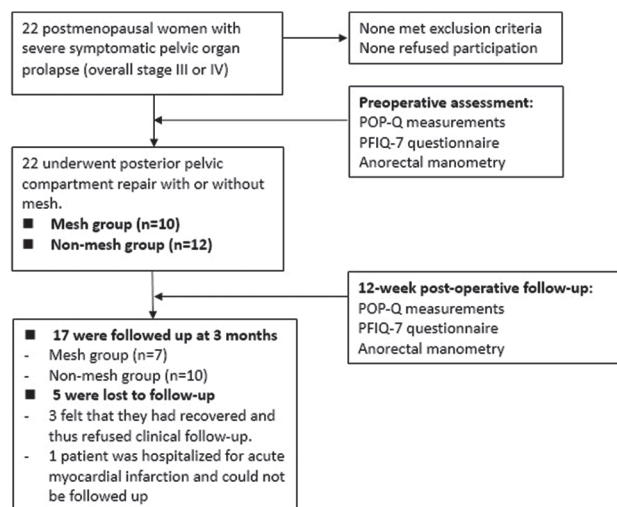 22 postmenopausal women with
severe symptomatic pelvic organ
prolapse (overall stage III or IV)
None met exclusion criteria
None refused participation
Preoperative assessment:
POP-Q measurements
PFIQ-7 questionnaire
Anorectal manometry
22 underwent posterior pelvic
compartment repair with or without
mesh.
■ Mesh group (n=10)
■ Non-mesh group (n=12)
12-week post-operative follow-up:
POP-Q measurements
PFIQ-7 questionnaire
Anorectal manometry
■ 17 were followed up at 3 months
- Mesh group (n=7)
- Non-mesh group (n=10)
■ 5 were lost to follow-up
- 3 felt that they had recovered and
thus refused clinical follow-up.
- 1 patient was hospitalized for acute
myocardial infarction and could not
be followed up